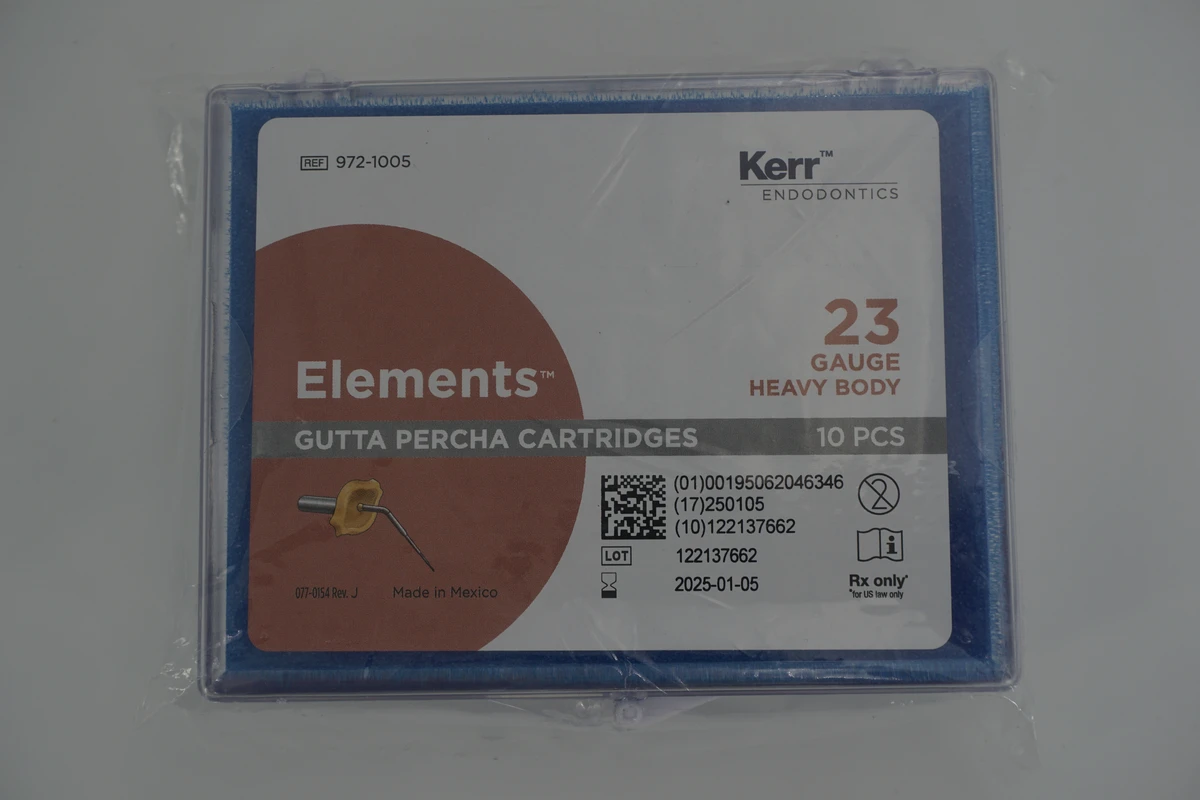 REF 972-1005
Kerr™
ENDODONTICS
23
GAUGE
HEAVY BODY
Elements™
GUTTA PERCHA CARTRIDGES 10 PCS
(01)00195062046346
(17)250105
(10)122137662
LOT 122137662
2025-01-05
2
i
Rx only*
*for US law only
077-0154 Rev. J Made in Mexico